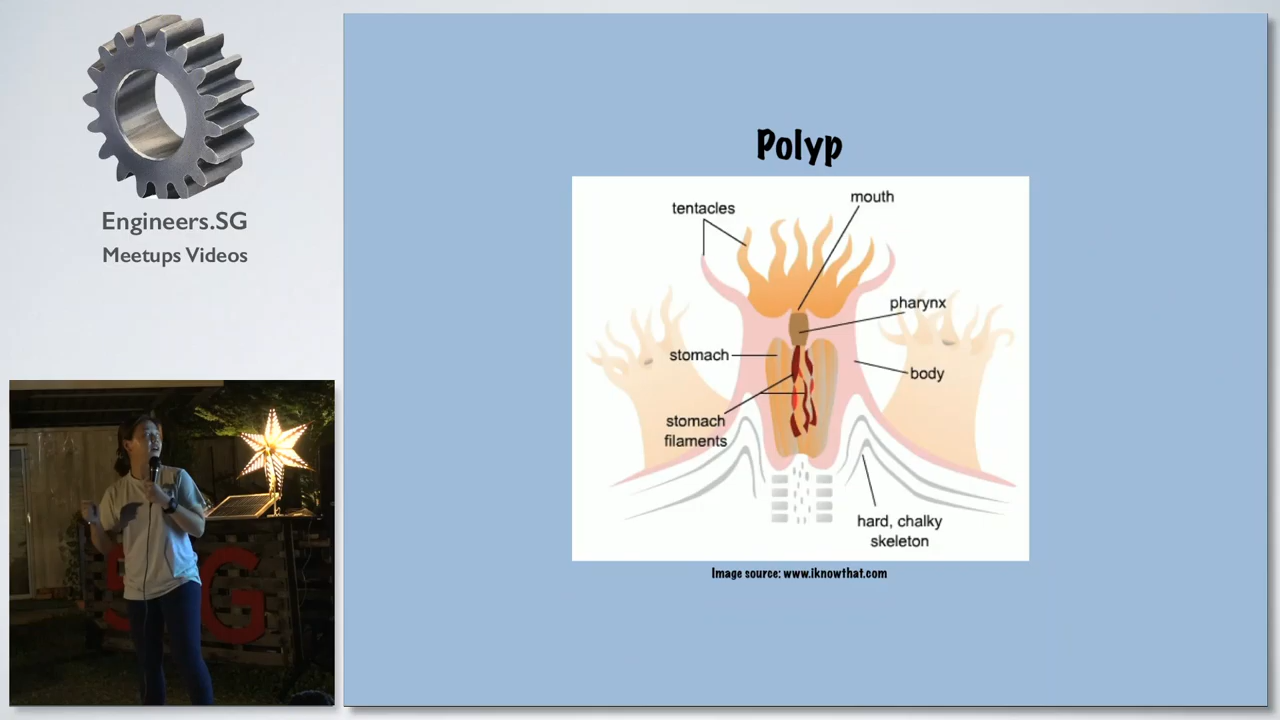 Engineers.SG
Meetups Videos
Polyp
tentacles
mouth
pharynx
stomach
body
stomach
filaments
hard, chalky
skeleton
Image source: www.iknowthat.com
SG